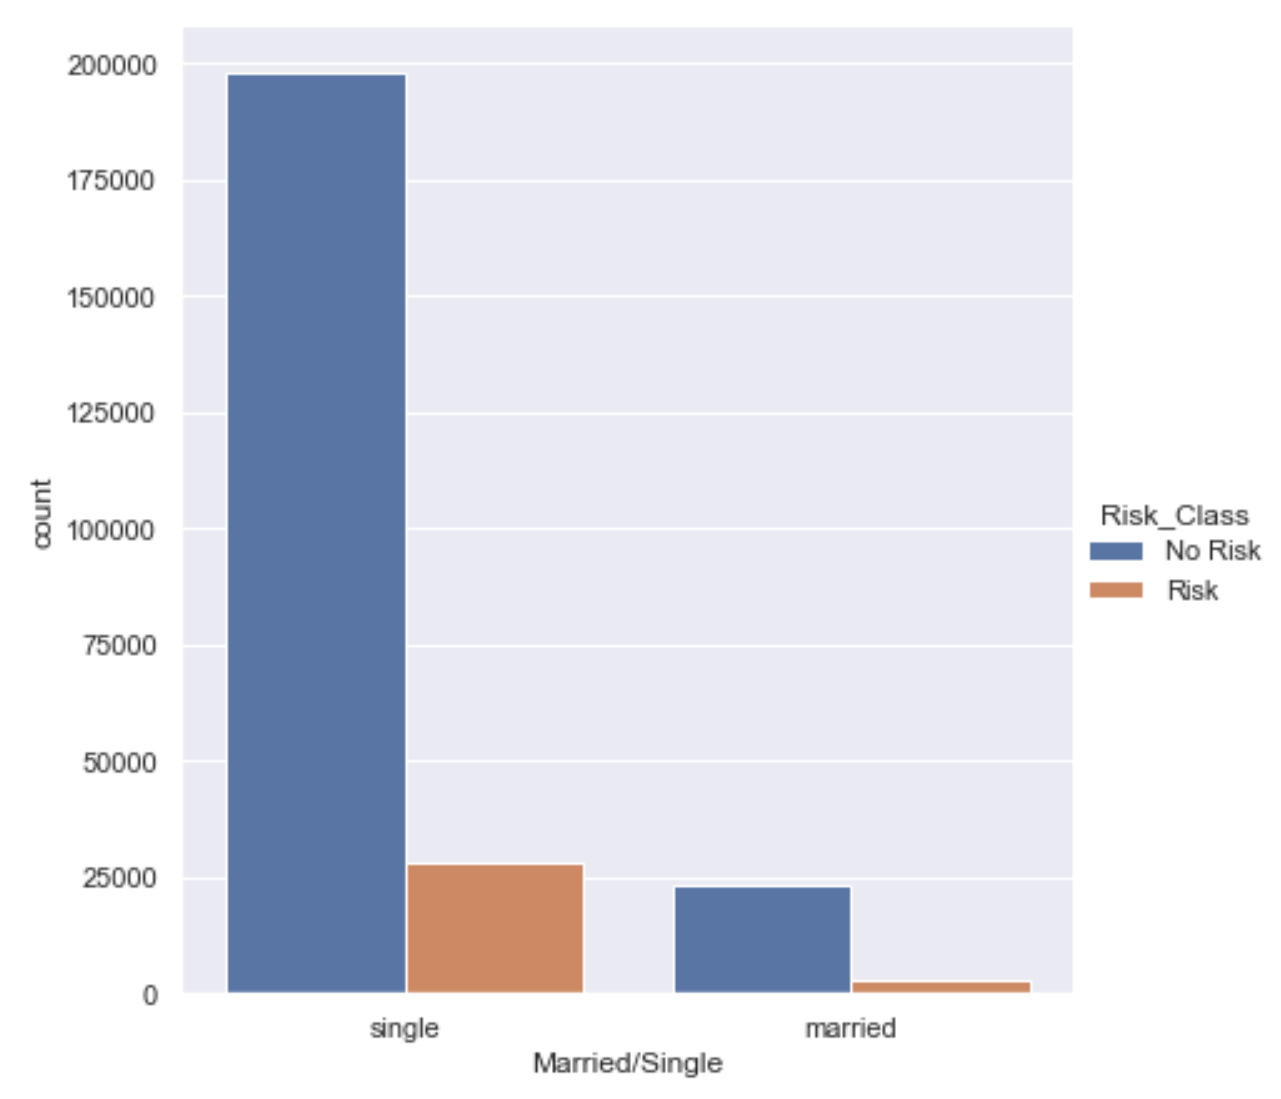 200000
175000
150000
125000
100000
75000
50000
25000
0
count
single
married
Married/Single
Risk_Class
No Risk
Risk